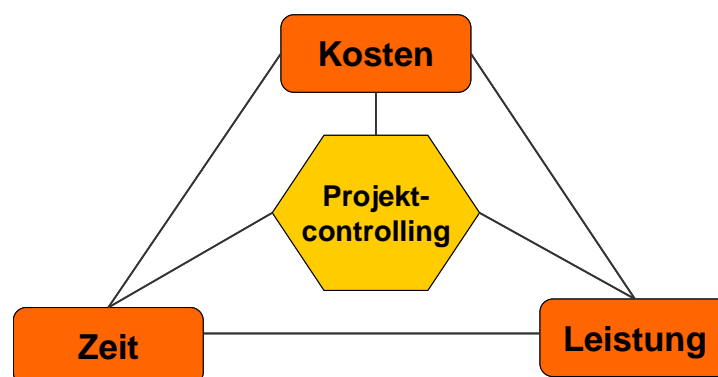 Kosten
Projekt-
controlling
Zeit
Leistung